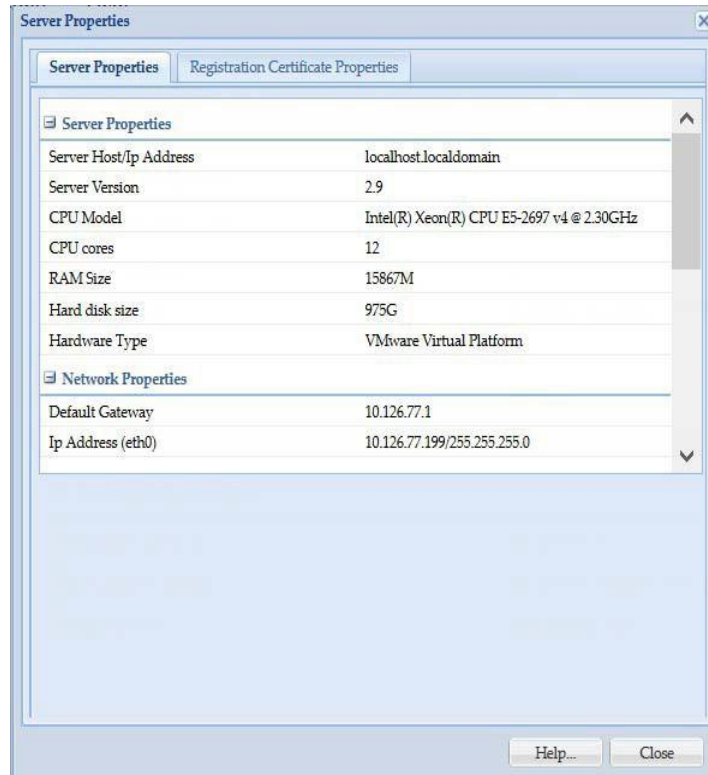 Server Properties
Server Properties
Registration Certificate Properties
Server Properties
Server Host/Ip Address localhost.localdomain
Server Version 2.9
CPU Model Intel(R) Xeon(R) CPU E5-2697 v4 @ 2.30GHz
CPU cores 12
RAM Size 15867M
Hard disk size 975G
Hardware Type VMware Virtual Platform
Network Properties
Default Gateway 10.126.77.1
Ip Address (eth0) 10.126.77.199/255.255.255.0
Help... Close